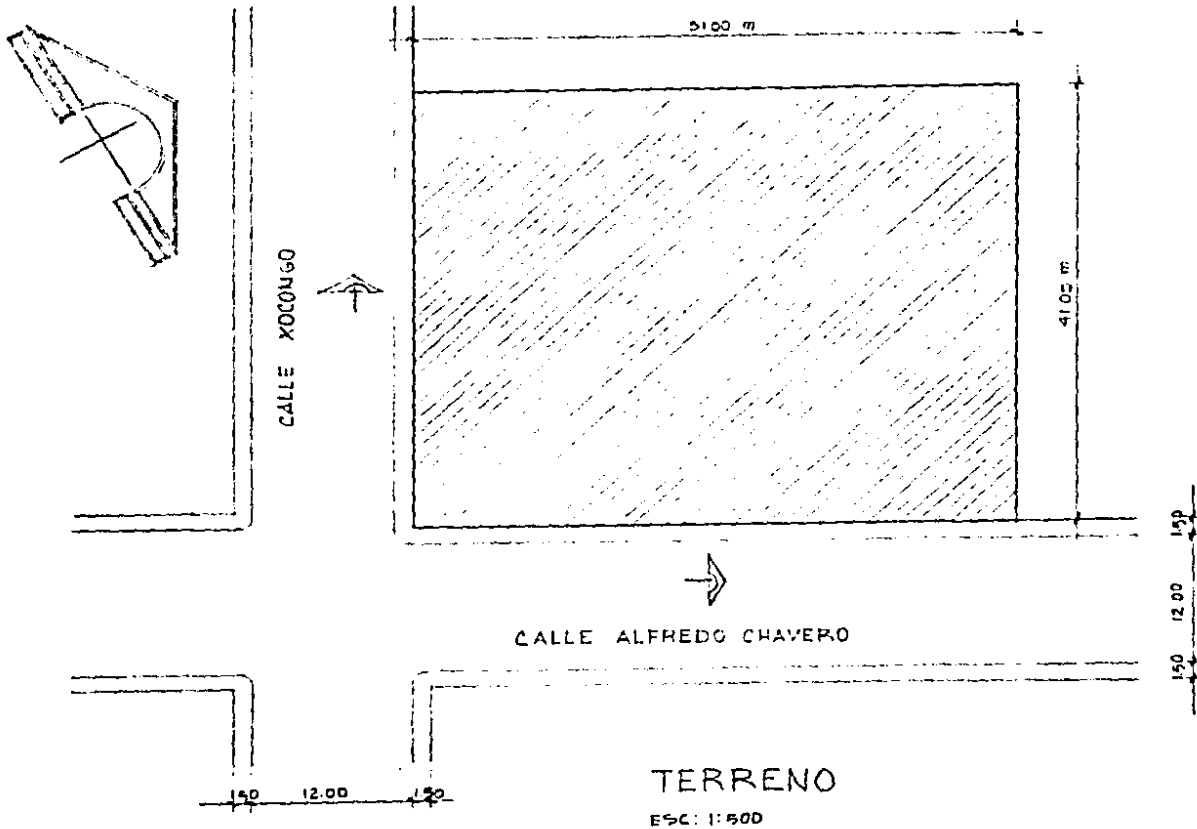 51.00 m
41.00 m
CALLE XOCONGO
1.50
12.00
1.50
CALLE ALFREDO CHAVERO
1.50
12.00
1.50
TERRENO
ESC: 1:500